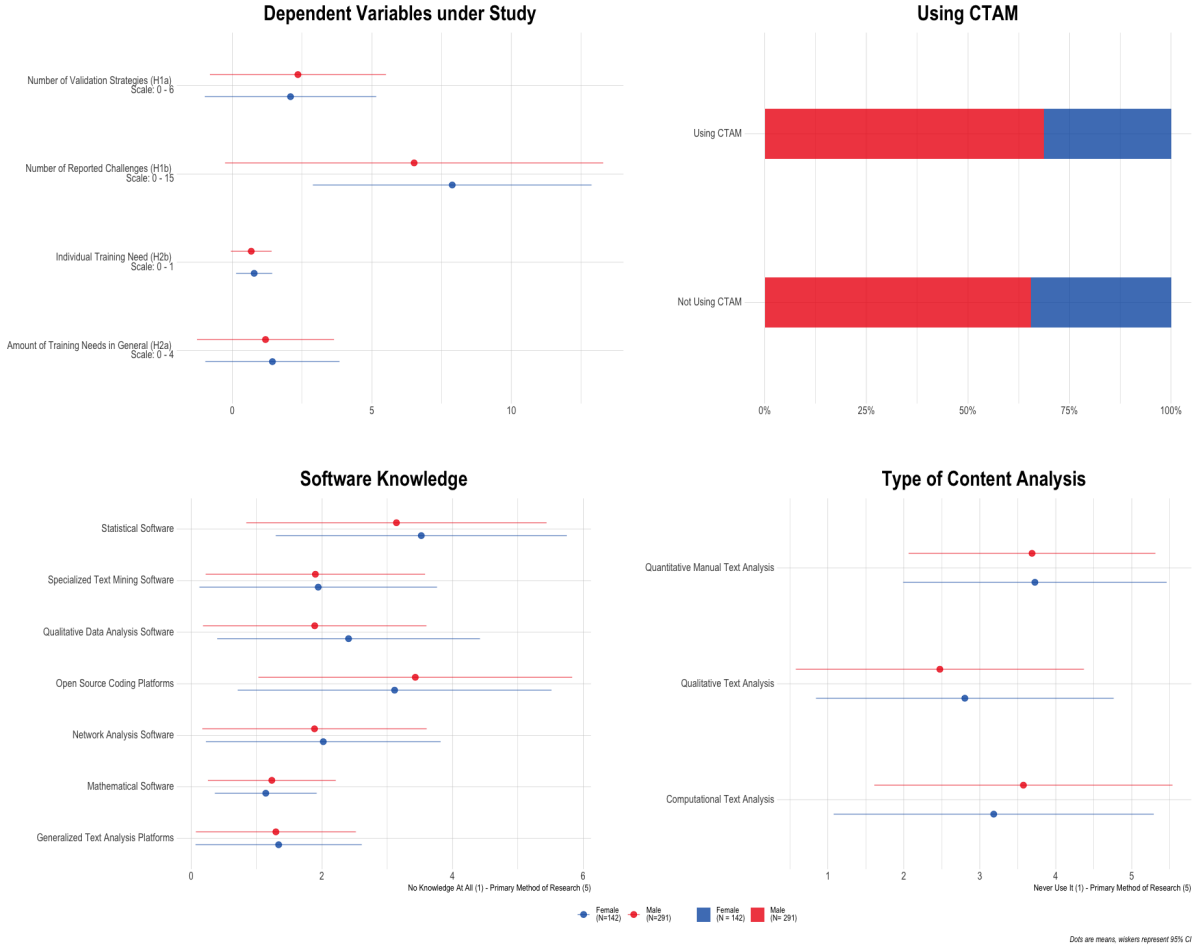 Dependent Variables under Study
Number of Validation Strategies (H1a)
Scale: 0 - 6
Number of Reported Challenges (H1b)
Scale: 0 - 15
Individual Training Need (H2b)
Scale: 0 - 1
Amount of Training Needs in General (H2a)
Scale: 0 - 4
0 5 10
Using CTAM
Using CTAM
Not Using CTAM
0% 25% 50% 75% 100%
Software Knowledge
Statistical Software
Specialized Text Mining Software
Qualitative Data Analysis Software
Open Source Coding Platforms
Network Analysis Software
Mathematical Software
Generalized Text Analysis Platforms
0 2 4 6
No Knowledge At All (1) - Primary Method of Research (5)
Type of Content Analysis
Quantitative Manual Text Analysis
Qualitative Text Analysis
Computational Text Analysis
1 2 3 4 5
Never Use It (1) - Primary Method of Research (5)
Female
(N=142)
Male
(N=291)
Female
(N = 142)
Male
(N= 291)
Dots are means, wiskers represent 95% CI